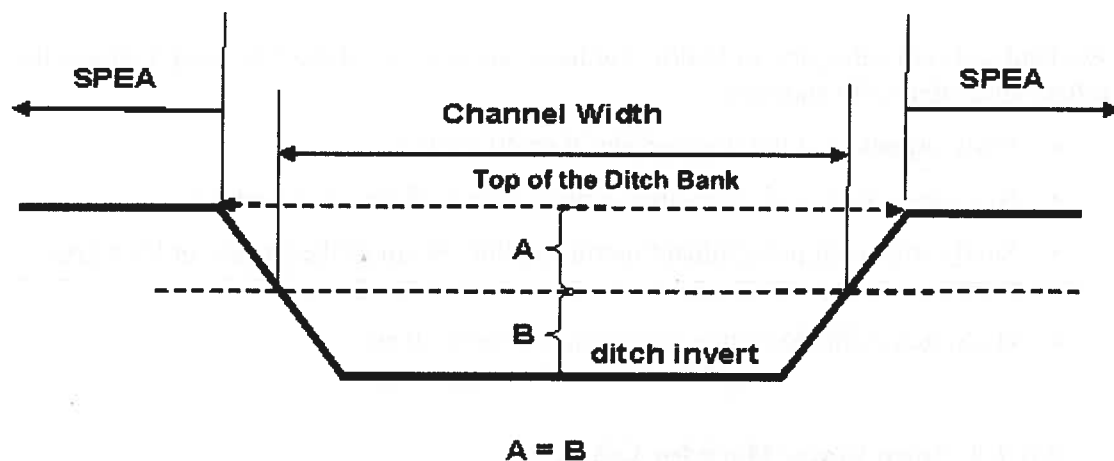 SPEA
SPEA
Channel Width
Top of the Ditch Bank
A
B
ditch invert
A = B